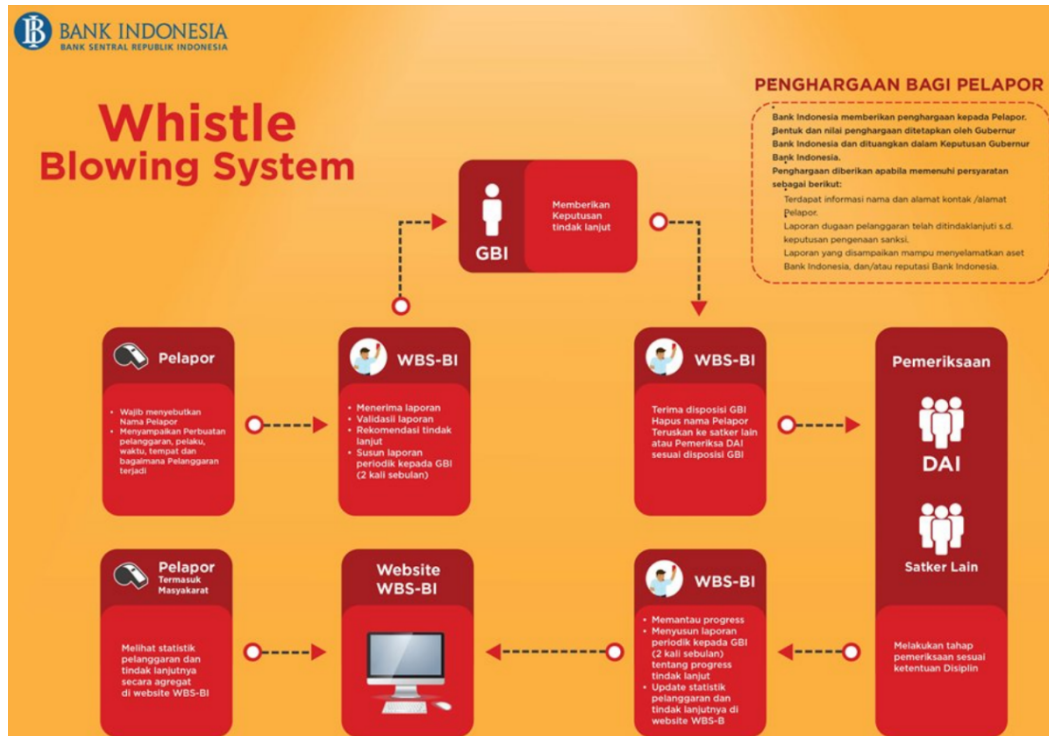 BANK INDONESIA
BANK SENTRAL REPUBLIK INDONESIA
Whistle
Blowing System
PENGHARGAAN BAGI PELAPOR
Bank Indonesia memberikan penghargaan kepada Pelapor.
Bentuk dan nilai penghargaan ditetapkan oleh Gubernur
Bank Indonesia dan dituangkan dalam Keputusan Gubernur
Bank Indonesia.
Penghargaan diberikan apabila memenuhi persyaratan
sebagai berikut:
Terdapat informasi nama dan alamat kontak /alamat
Pelapor.
Laporan dugaan pelanggaran telah ditindaklanjuti s.d.
keputusan pengenaan sanksi.
Laporan yang disampaikan mampu menyelamatkan aset
Bank Indonesia, dan/atau reputasi Bank Indonesia.
GBI
Memberikan
Keputusan
tindak lanjut
Pelapor
• Wajib menyebutkan
Nama Pelapor
• Menyampaikan Perbuatan
pelanggaran, pelaku,
waktu, tempat dan
bagaimana Pelanggaran
terjadi
WBS-BI
• Menerima laporan
• Validasii laporan
• Rekomendasi tindak
lanjut
• Susun laporan
periodik kepada GBI
(2 kali sebulan)
WBS-BI
Terima disposisi GBI
Hapus nama Pelapor
Teruskan ke satker lain
atau Pemeriksa DAI
sesuai disposisi GBI
Pemeriksaan
DAI
Satker Lain
Melakukan tahap
pemeriksaan sesuai
ketentuan Disiplin
WBS-BI
• Memantau progress
• Menyusun laporan
periodik kepada GBI
(2 kali sebulan)
tentang progress
tindak lanjut
• Update statistik
pelanggaran dan
tindak lanjutnya di
website WBS-B
Website
WBS-BI
Pelapor
Termasuk
Masyakarat
Melihat statistik
pelanggaran dan
tindak lanjutnya
secara agregat
di website WBS-BI